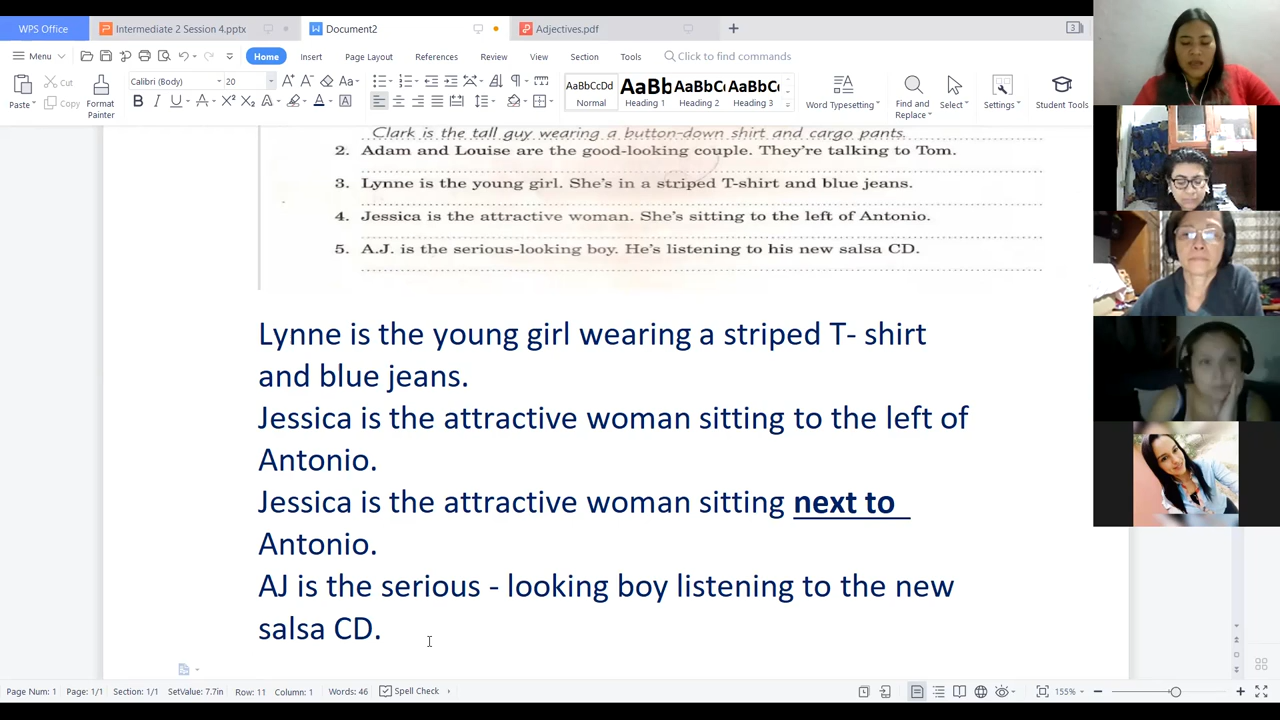 WPS Office
Intermediate 2 Session 4.pptx
Document2
Adjectives.pdf
3
Menu
Home
Insert
Page Layout
References
Review
View
Section
Tools
Click to find commands
Paste
Cut
Copy
Format Painter
Calibri (Body)
20
AaBbCcDd
Normal
AaBb
Heading 1
AaBbCc
Heading 2
AaBbCc
Heading 3
Word Typesetting
Find and Replace
Select
Settings
Student Tools
Clark is the tall guy wearing a button-down shirt and cargo pants.
2. Adam and Louise are the good-looking couple. They're talking to Tom.
3. Lynne is the young girl. She's in a striped T-shirt and blue jeans.
4. Jessica is the attractive woman. She's sitting to the left of Antonio.
5. A.J. is the serious-looking boy. He's listening to his new salsa CD.
Lynne is the young girl wearing a striped T- shirt
and blue jeans.
Jessica is the attractive woman sitting to the left of
Antonio.
Jessica is the attractive woman sitting next to
Antonio.
AJ is the serious - looking boy listening to the new
salsa CD.
Page Num: 1
Page: 1/1
Section: 1/1
SetValue: 7.7in
Row: 11
Column: 1
Words: 46
Spell Check
155%